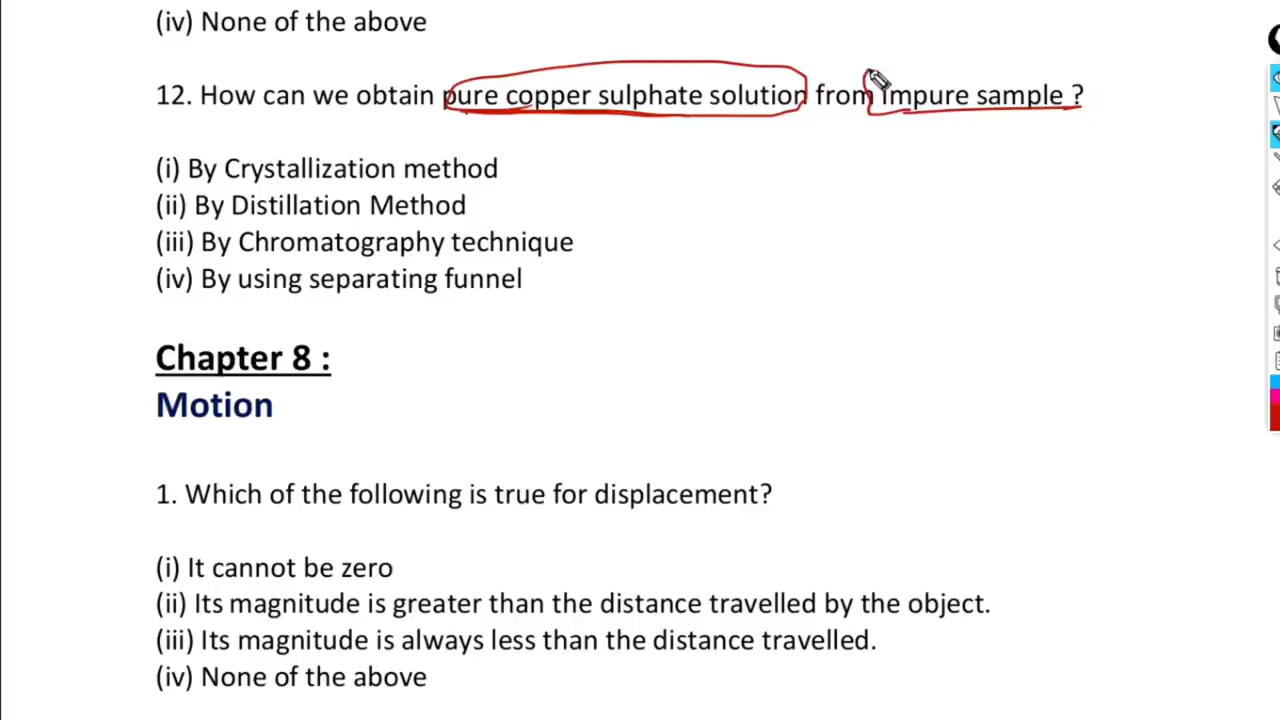 (iv) None of the above
12. How can we obtain pure copper sulphate solution from impure sample ?
(i) By Crystallization method
(ii) By Distillation Method
(iii) By Chromatography technique
(iv) By using separating funnel
Chapter 8 :
Motion
1. Which of the following is true for displacement?
(i) It cannot be zero
(ii) Its magnitude is greater than the distance travelled by the object.
(iii) Its magnitude is always less than the distance travelled.
(iv) None of the above